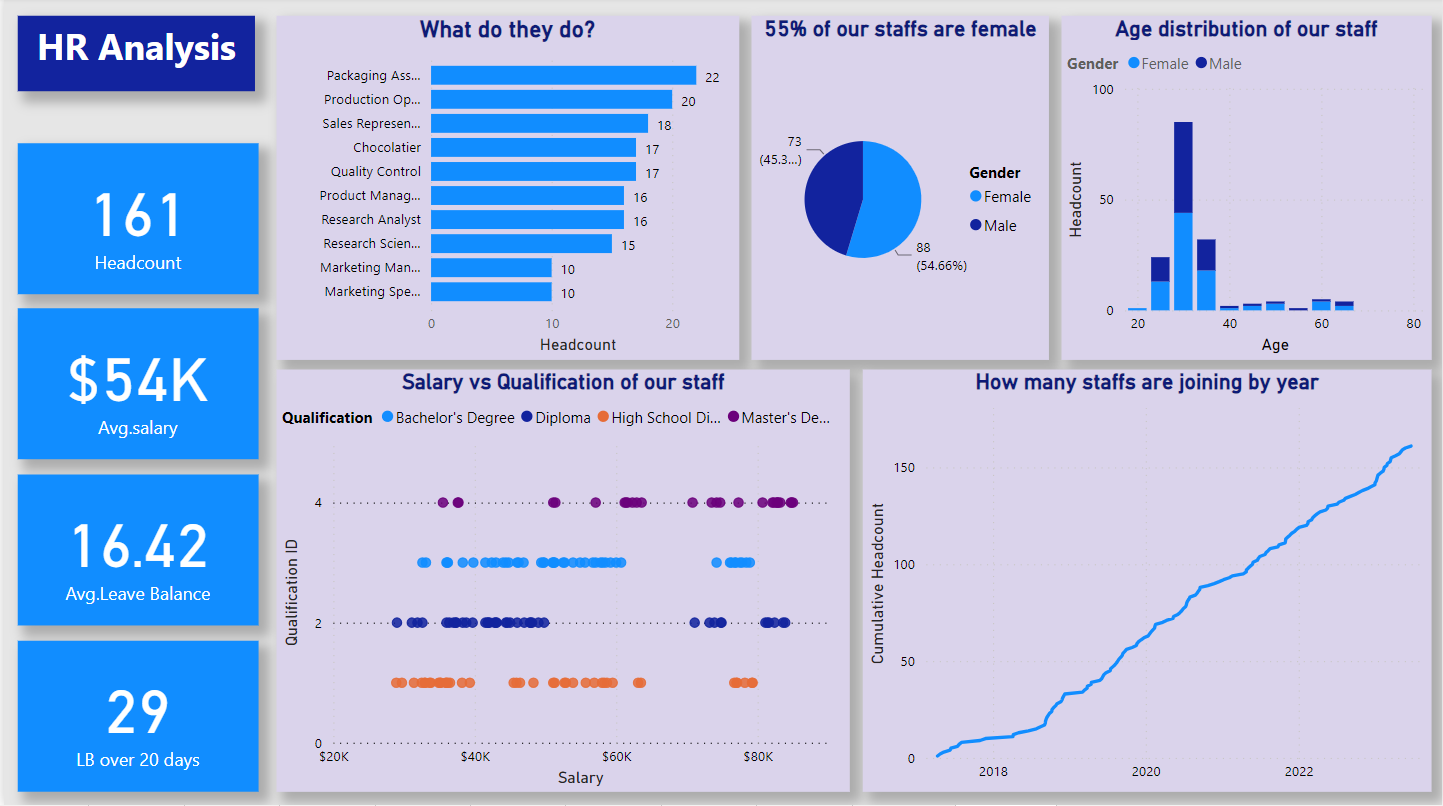 HR Analysis
161
Headcount
$54K
Avg.salary
16.42
Avg.Leave Balance
29
LB over 20 days
What do they do?
Packaging Ass... 22
Production Op... 20
Sales Represen... 18
Chocolatier 17
Quality Control 17
Product Manag... 16
Research Analyst 16
Research Scien... 15
Marketing Man... 10
Marketing Spe... 10
0 10 20
Headcount
55% of our staffs are female
73
(45.3...)
88
(54.66%)
Gender
Female
Male
Age distribution of our staff
Gender Female Male
100
50
0
Headcount
20 40 60 80
Age
Salary vs Qualification of our staff
Qualification Bachelor's Degree Diploma High School Di... Master's De...
4
2
0
Qualification ID
$20K $40K $60K $80K
Salary
How many staffs are joining by year
150
100
50
0
Cumulative Headcount
2018 2020 2022